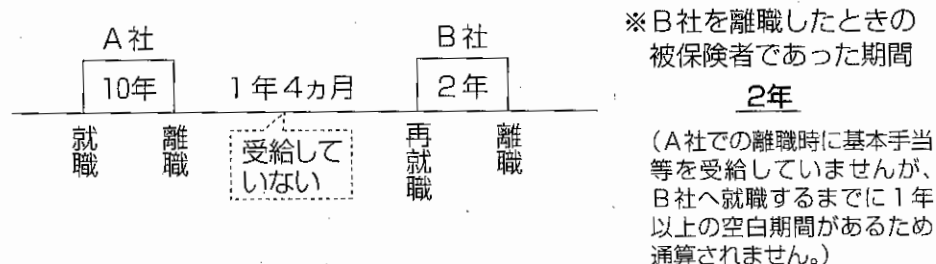 A社
B社
10年
1年4ヵ月
2年
就職
離職
受給して
いない
再就職
離職
※B社を離職したときの
被保険者であった期間
2年
（A社での離職時に基本手当
等を受給していませんが、
B社へ就職するまでに1年
以上の空白期間があるため
通算されません。）